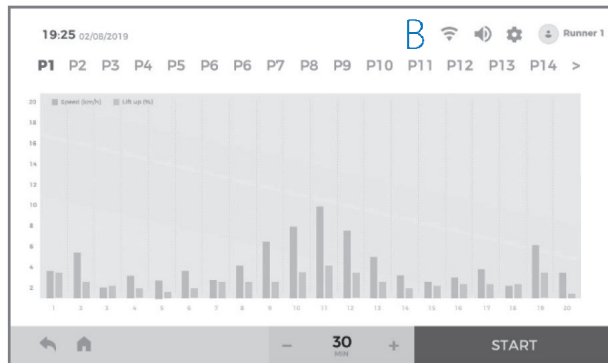 19:25 02/08/2019 B Runner 1
P1 P2 P3 P4 P5 P6 P6 P7 P8 P9 P10 P11 P12 P13 P14 >
20 Speed (km/h) Lift up (%)
18
16
14
12
10
8
6
4
2
1 2 3 4 5 6 7 8 9 10 11 12 13 14 15 16 17 18 19 20
− 30 +
MIN
START